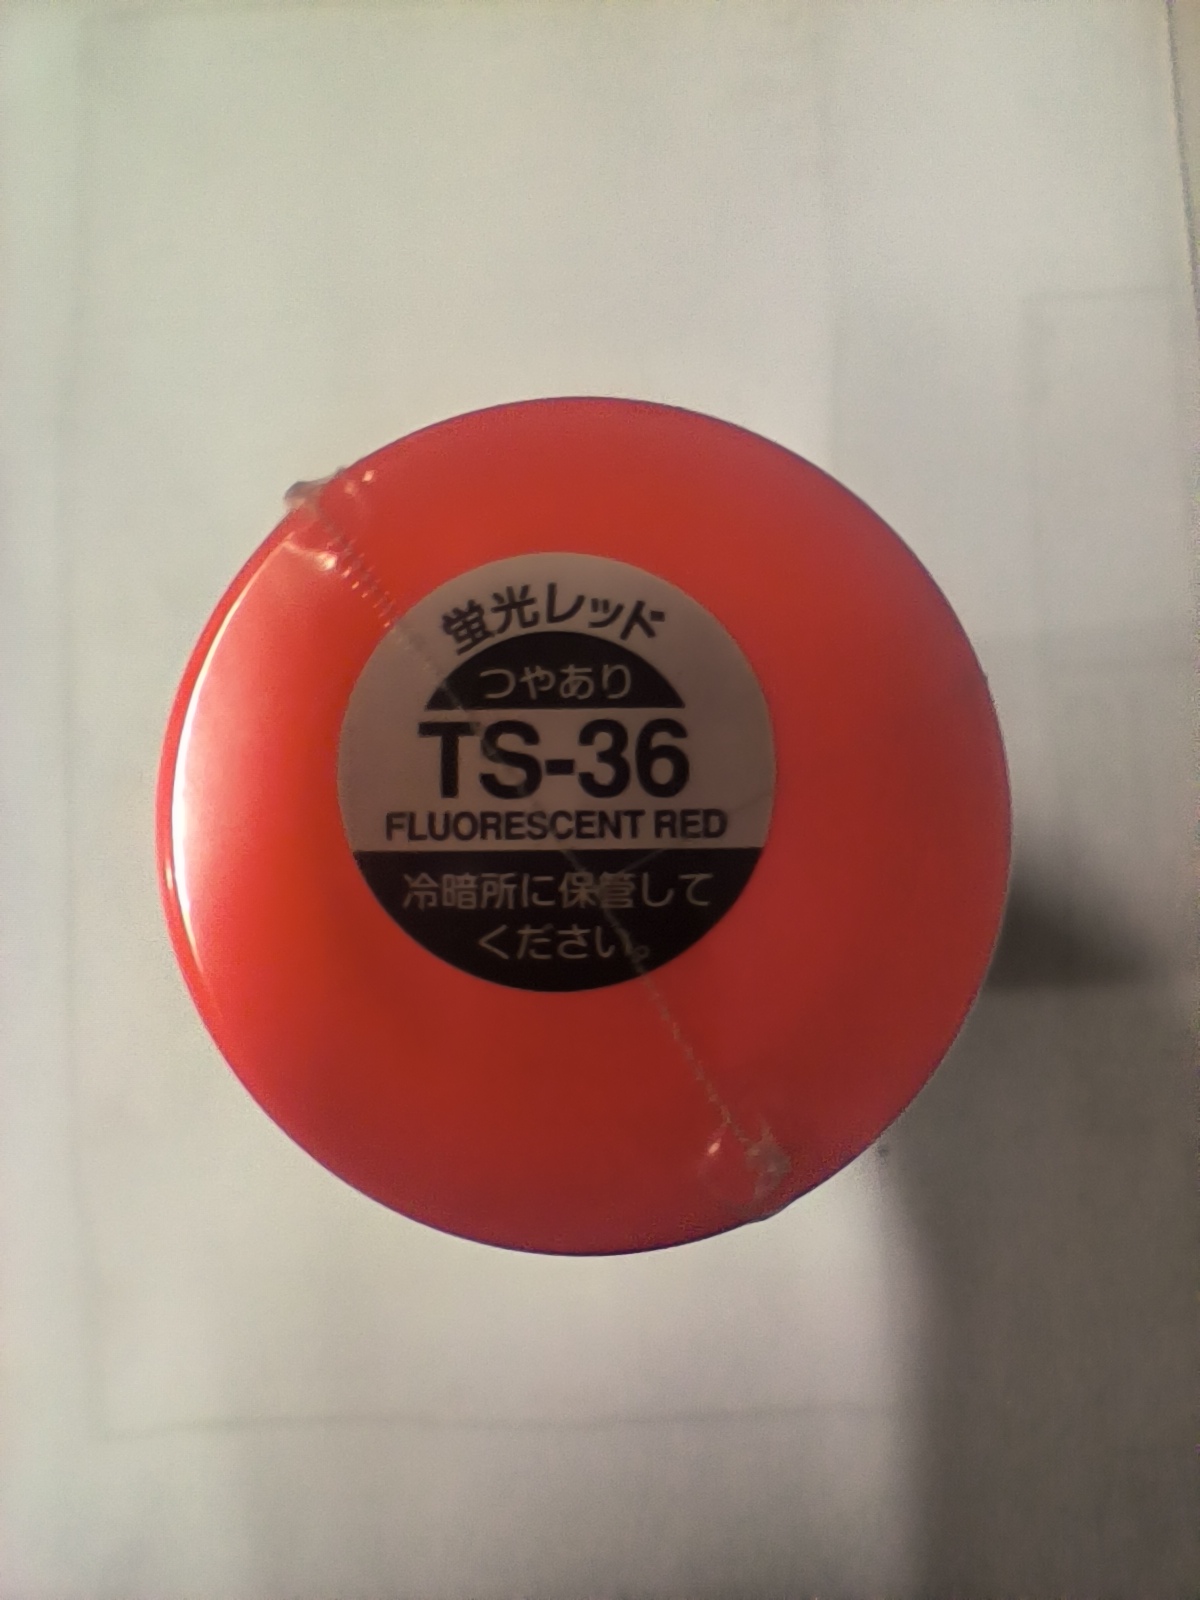 蛍光レッド
つやあり
TS-36
FLUORESCENT RED
冷暗所に保管して
ください。